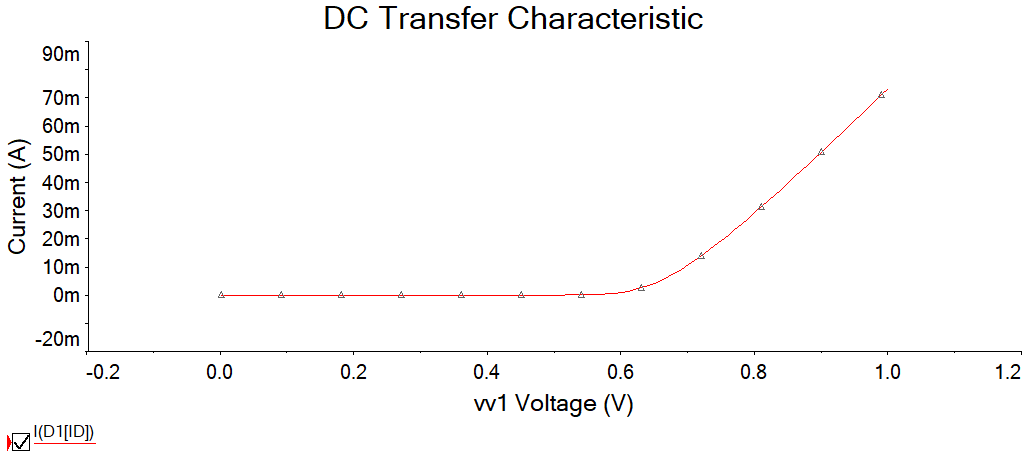 DC Transfer Characteristic
90m
70m
60m
50m
40m
30m
20m
10m
0m
-20m
Current (A)
-0.2 0.0 0.2 0.4 0.6 0.8 1.0 1.2
vv1 Voltage (V)
I(D1[ID])